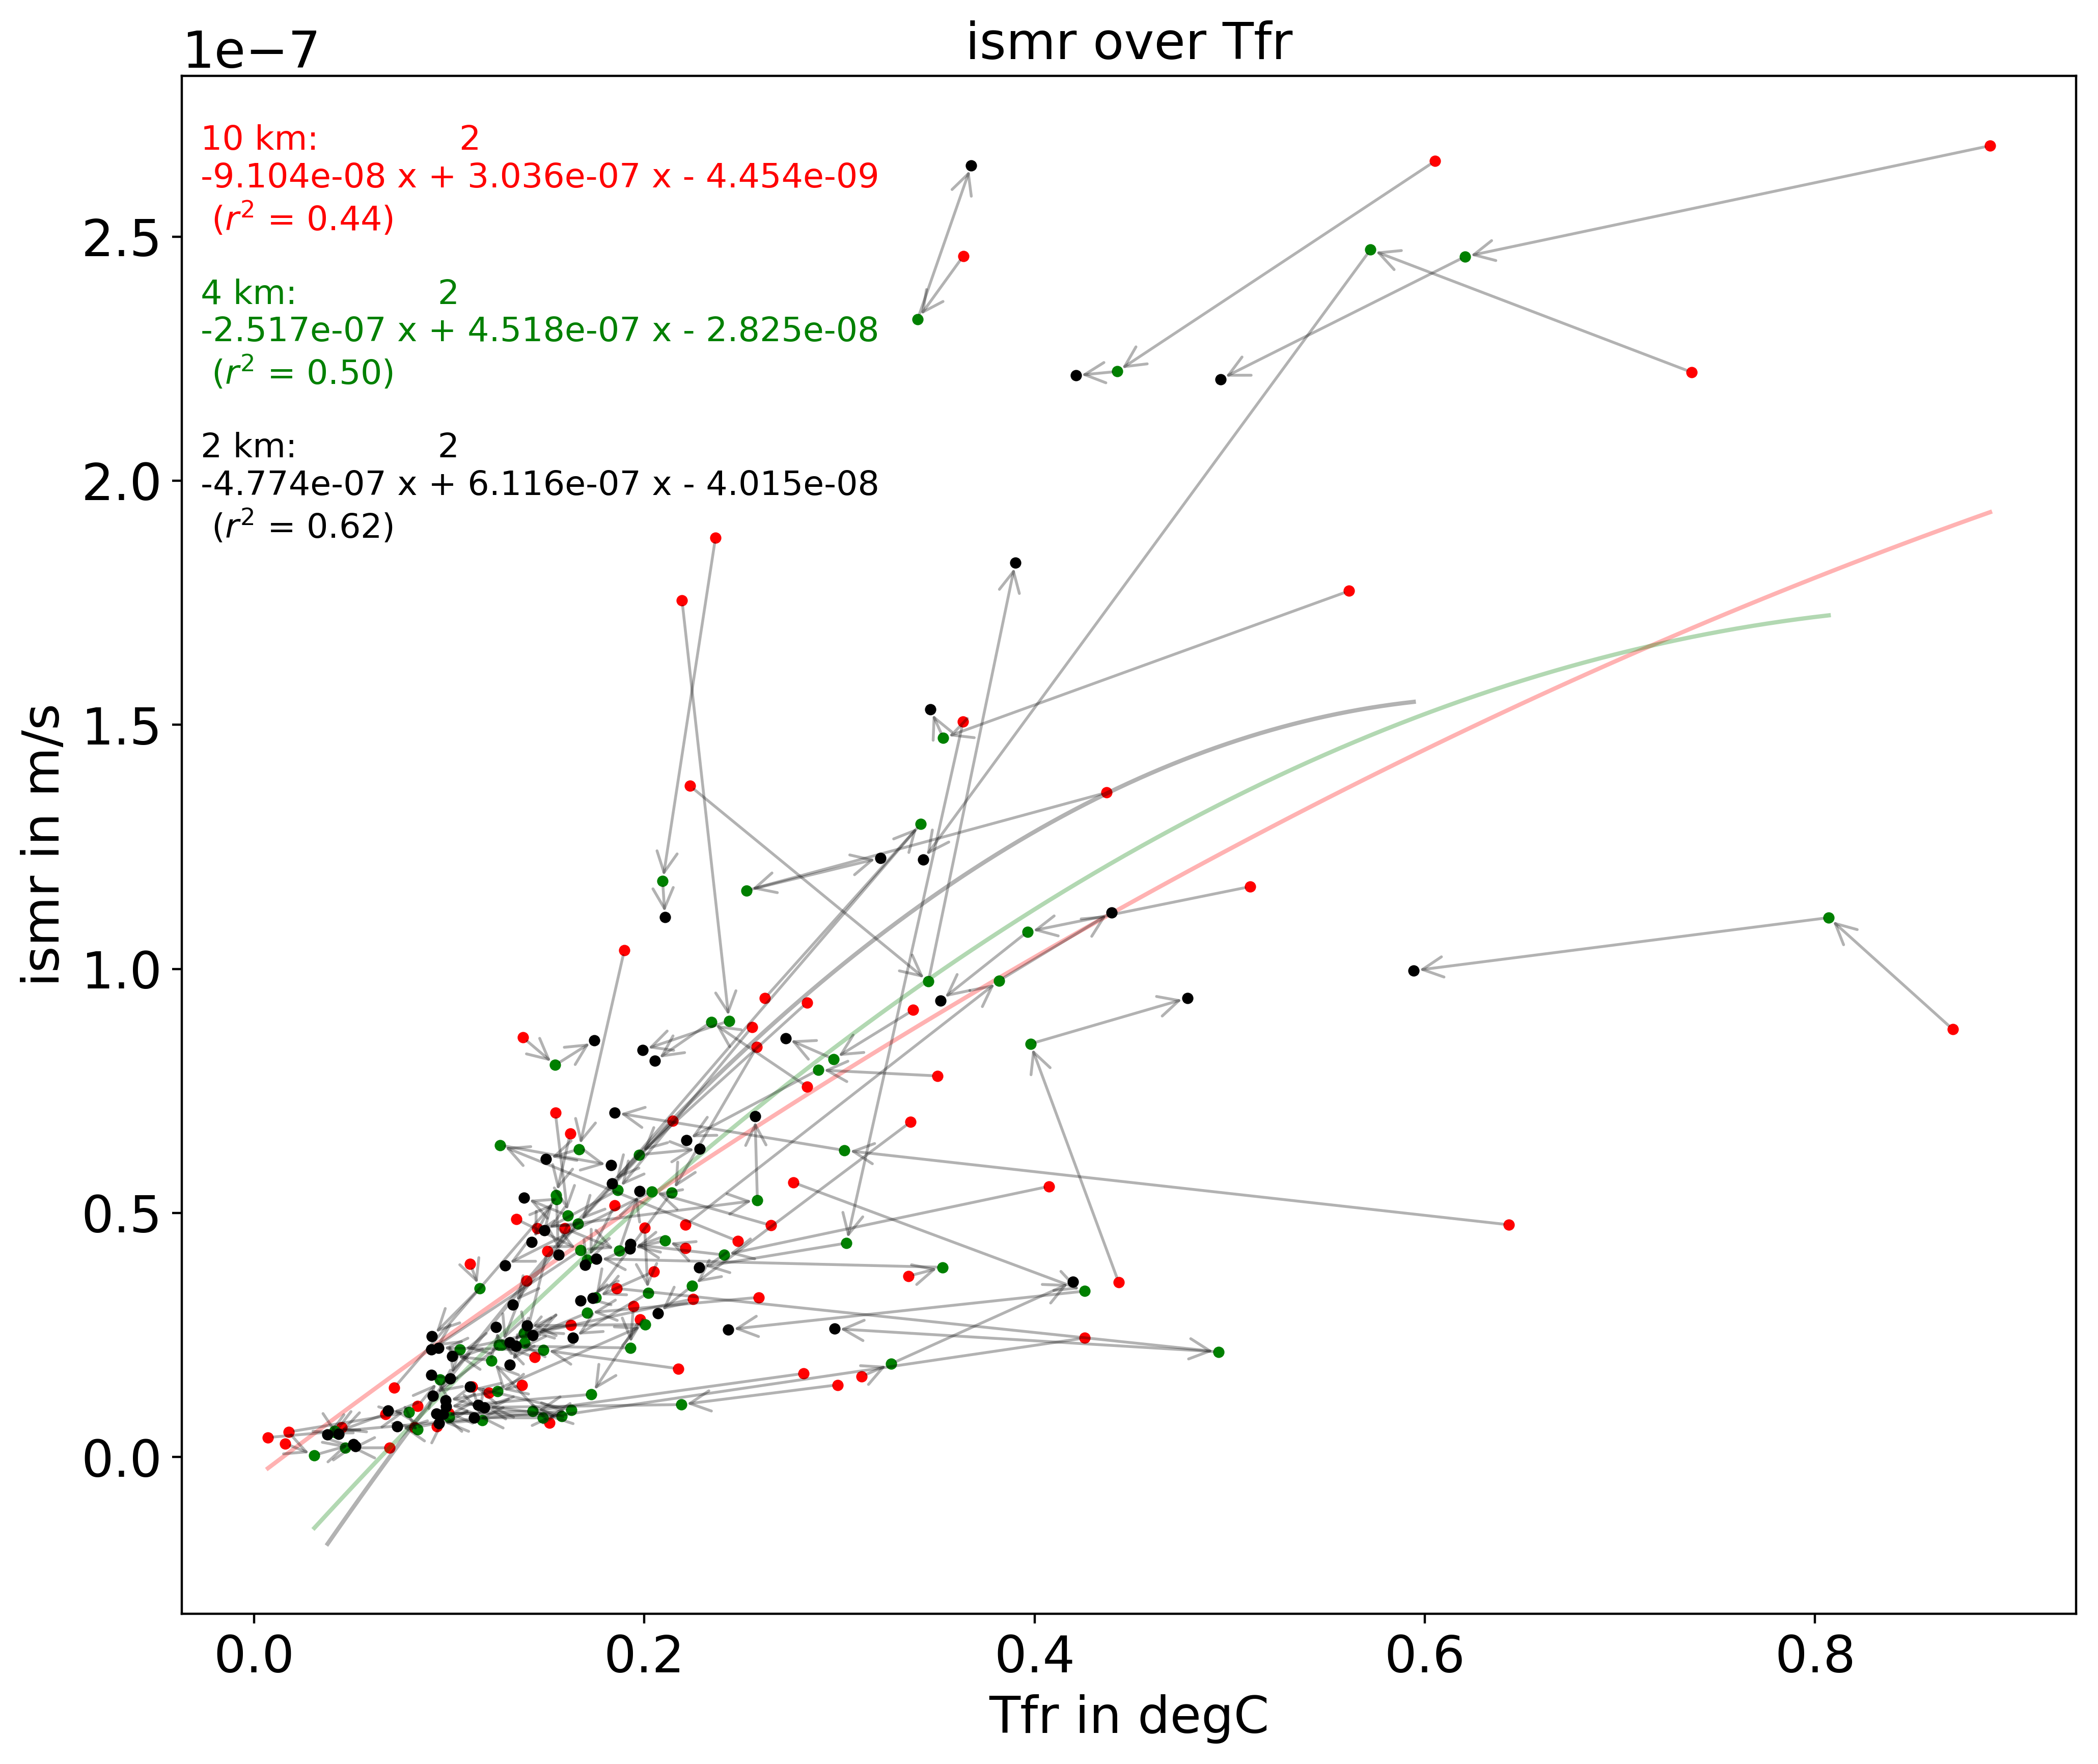 ismr over Tfr
1e−7
10 km: 2
-9.104e-08 x + 3.036e-07 x - 4.454e-09
(r² = 0.44)
4 km: 2
-2.517e-07 x + 4.518e-07 x - 2.825e-08
(r² = 0.50)
2 km: 2
-4.774e-07 x + 6.116e-07 x - 4.015e-08
(r² = 0.62)
2.5
2.0
1.5
1.0
0.5
0.0
ismr in m/s
0.0 0.2 0.4 0.6 0.8
Tfr in degC